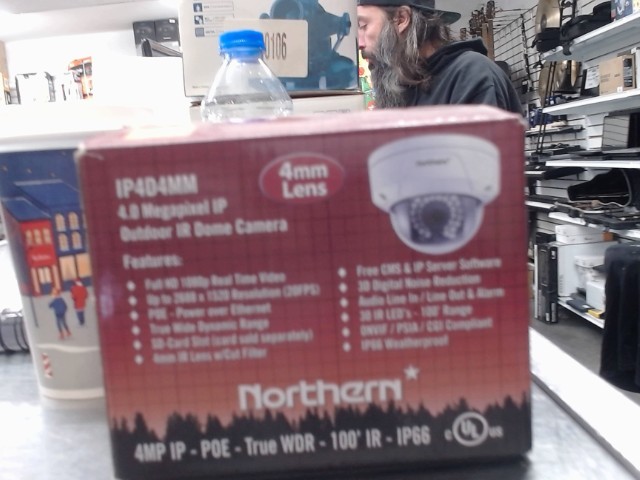 0106
IP4D4MM
4.0 Megapixel IP
Outdoor IR Dome Camera
4mm
Lens
Features:
Full HD 1080p Real Time Video
Up to 2688 x 1520 Resolution (20FPS)
POE - Power over Ethernet
True Wide Dynamic Range
SD-Card Slot (card sold separately)
4mm IR Lens w/Cut Filter
Free CMS & IP Server Software
3D Digital Noise Reduction
Audio Line In / Line Out & Alarm
30 IR LED's - 100' Range
ONVIF / PSIA / CGI Compliant
IP66 Weatherproof
Northern
4MP IP - POE - True WDR - 100' IR - IP66
c UL us